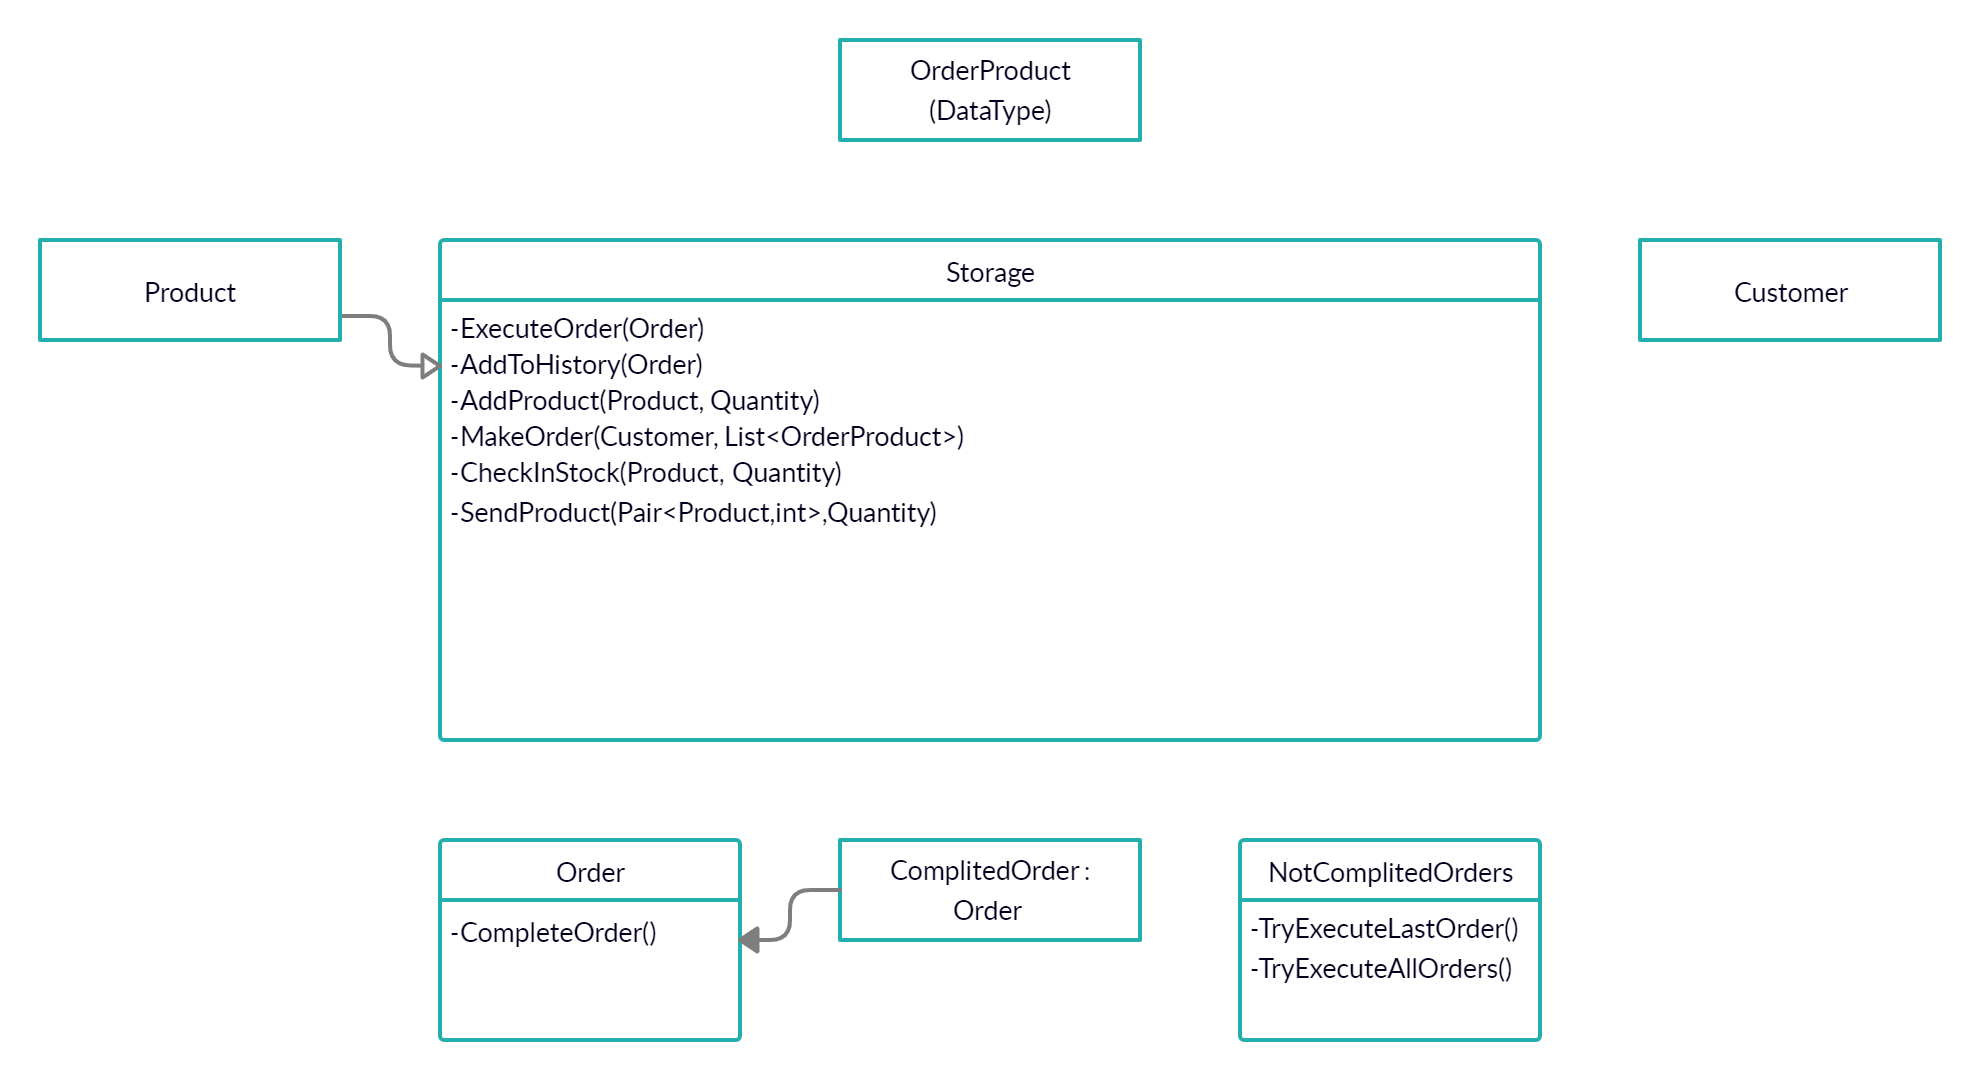 OrderProduct
(DataType)
Product
Storage
-ExecuteOrder(Order)
-AddToHistory(Order)
-AddProduct(Product, Quantity)
-MakeOrder(Customer, List<OrderProduct>)
-CheckInStock(Product, Quantity)
-SendProduct(Pair<Product,int>,Quantity)
Customer
Order
-CompleteOrder()
ComplitedOrder :
Order
NotComplitedOrders
-TryExecuteLastOrder()
-TryExecuteAllOrders()